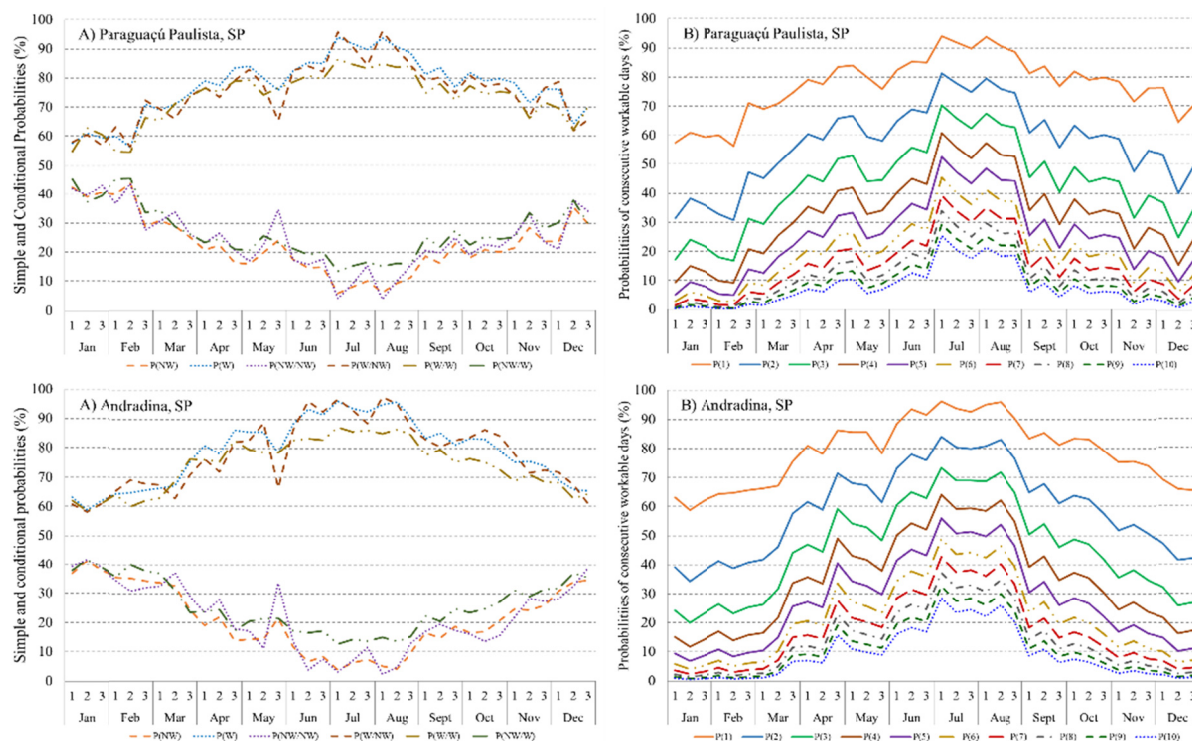 A) Paraguaçú Paulista, SP
Simple and Conditional Probabilities (%)
100
90
80
70
60
50
40
30
20
10
0
1 2 3 1 2 3 1 2 3 1 2 3 1 2 3 1 2 3 1 2 3 1 2 3 1 2 3 1 2 3 1 2 3 1 2 3
Jan Feb Mar Apr May Jun Jul Aug Sept Oct Nov Dec
P(NW) P(W) P(NW/NW) P(W/NW) P(W/W) P(NW/W)
B) Paraguaçú Paulista, SP
Probabilities of consecutive workable days (%)
100
90
80
70
60
50
40
30
20
10
0
1 2 3 1 2 3 1 2 3 1 2 3 1 2 3 1 2 3 1 2 3 1 2 3 1 2 3 1 2 3 1 2 3 1 2 3
Jan Feb Mar Apr May Jun Jul Aug Sept Oct Nov Dec
P(1) P(2) P(3) P(4) P(5) P(6) P(7) P(8) P(9) P(10)
A) Andradina, SP
Simple and conditional probabilities (%)
100
90
80
70
60
50
40
30
20
10
0
1 2 3 1 2 3 1 2 3 1 2 3 1 2 3 1 2 3 1 2 3 1 2 3 1 2 3 1 2 3 1 2 3 1 2 3
Jan Feb Mar Apr May Jun Jul Aug Sept Oct Nov Dec
P(NW) P(W) P(NW/NW) P(W/NW) P(W/W) P(NW/W)
B) Andradina, SP
Probabilities of consecutive workable days (%)
100
90
80
70
60
50
40
30
20
10
0
1 2 3 1 2 3 1 2 3 1 2 3 1 2 3 1 2 3 1 2 3 1 2 3 1 2 3 1 2 3 1 2 3 1 2 3
Jan Feb Mar Apr May Jun Jul Aug Sept Oct Nov Dec
P(1) P(2) P(3) P(4) P(5) P(6) P(7) P(8) P(9) P(10)